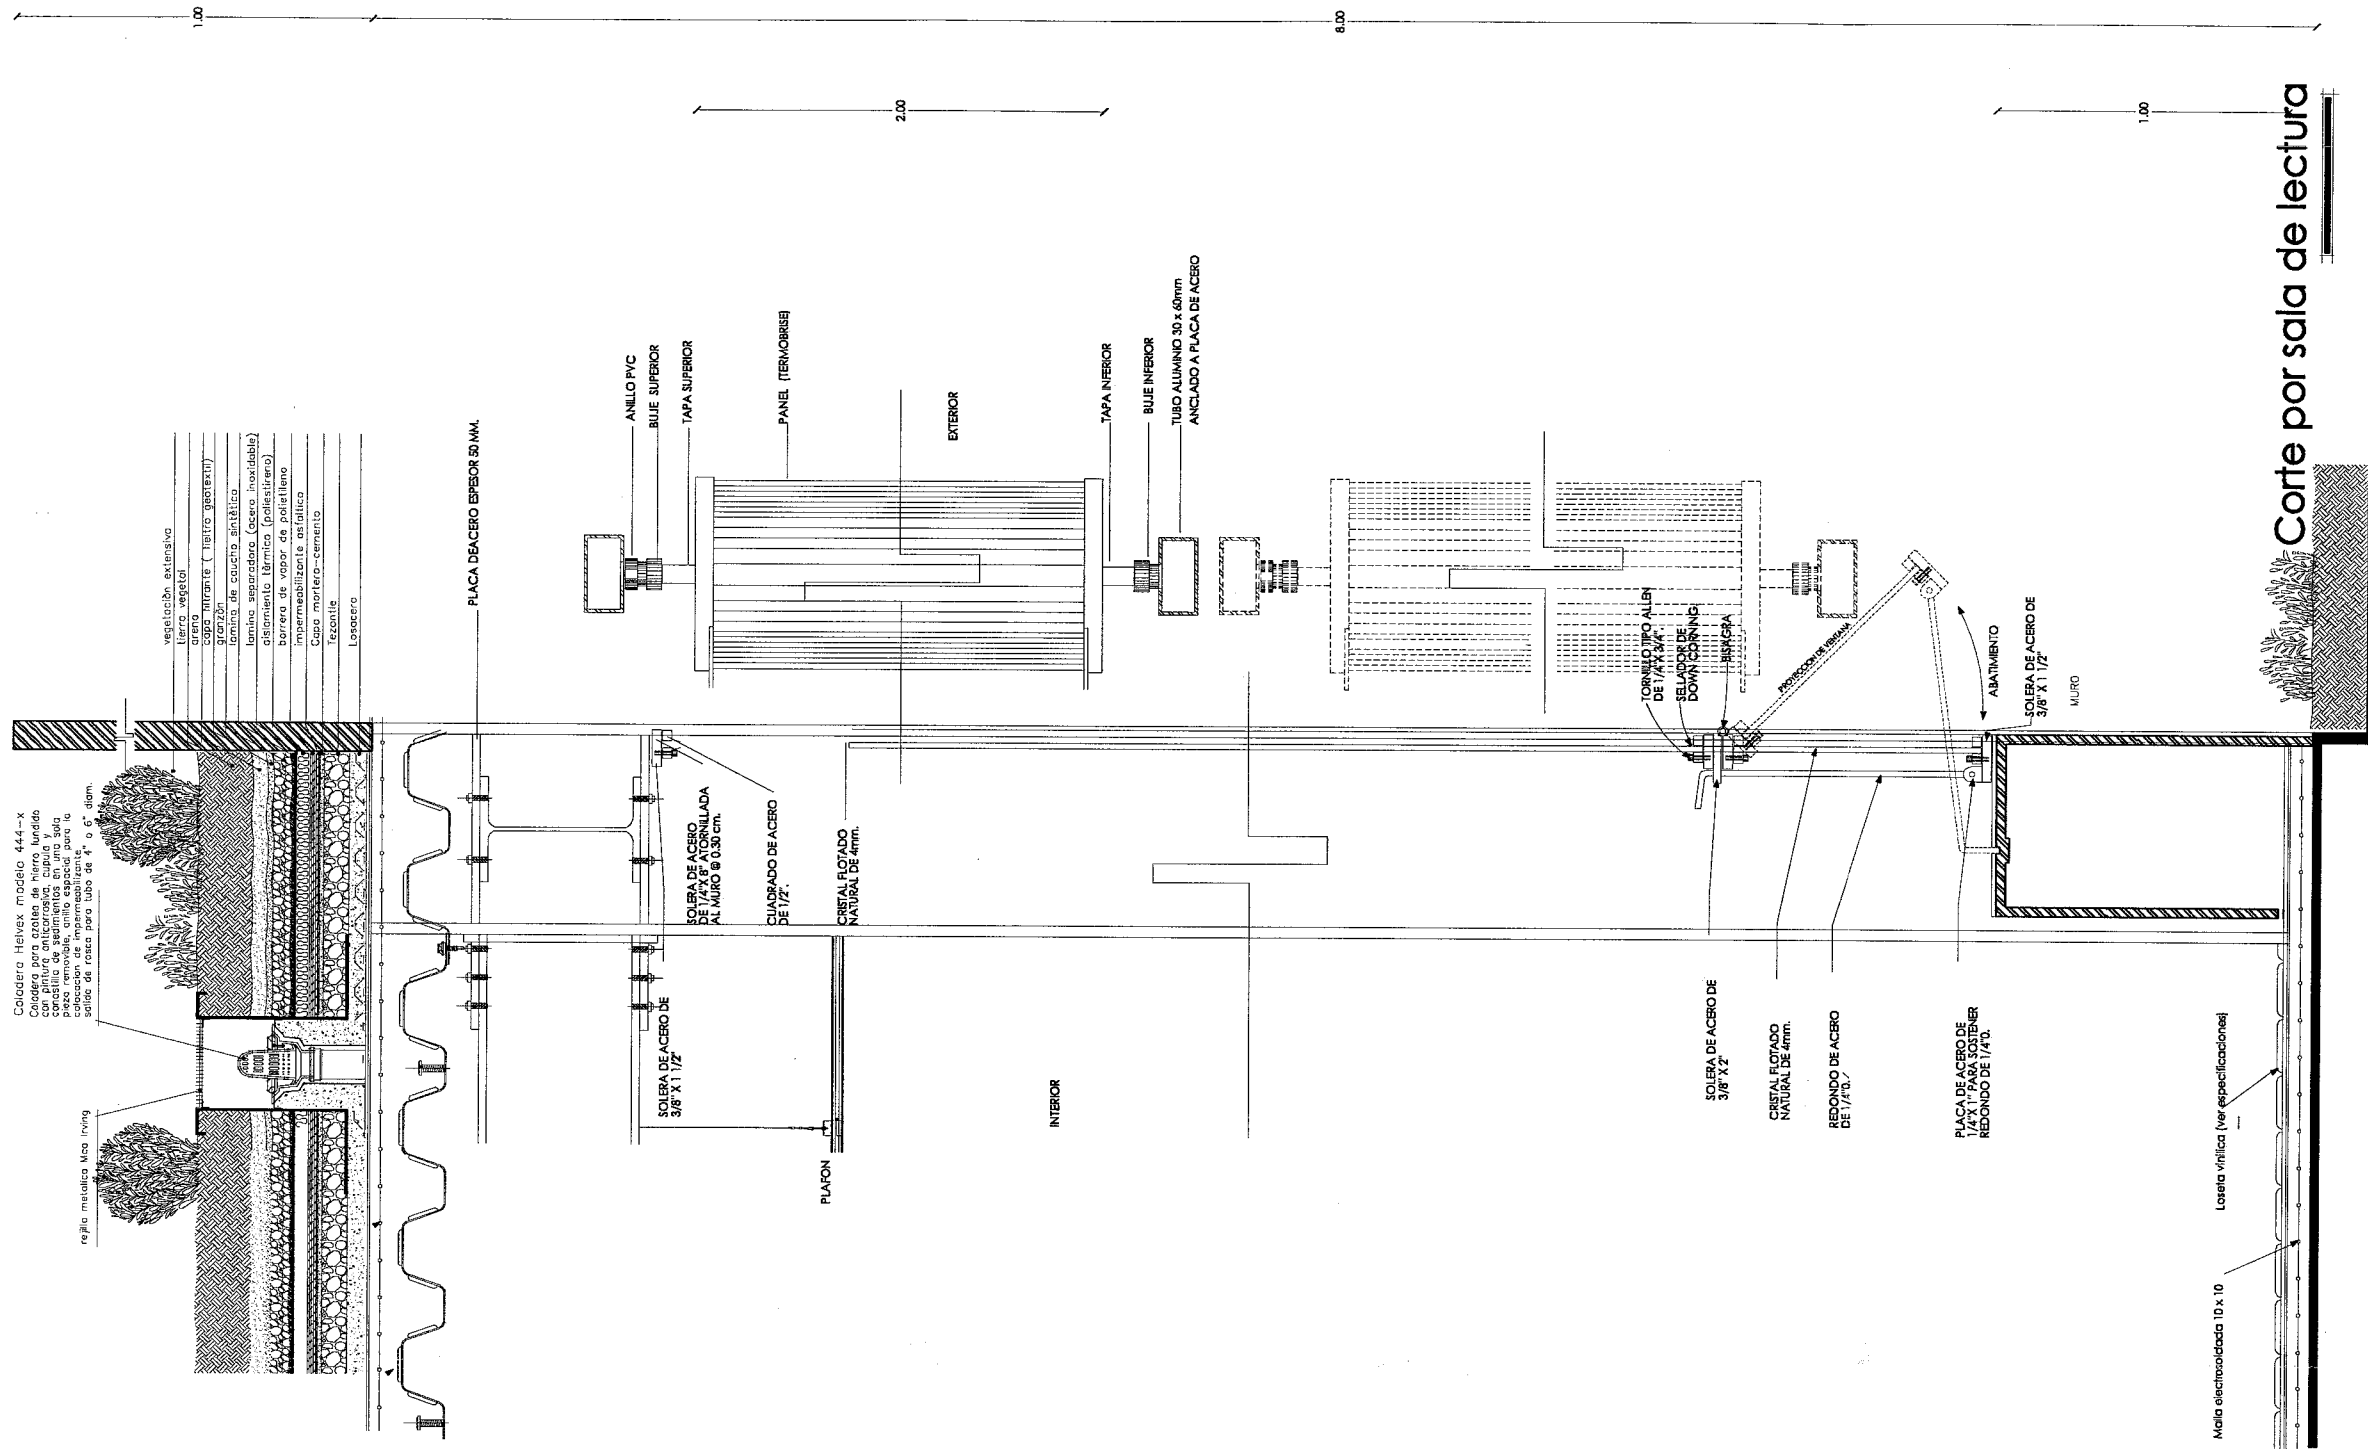 Coladera Helvex modelo 444-x
Coladera para azotea de hierro fundido
con pintura anticorrosiva, cupula y
canastilla de sedimentos en una sola
pieza removible, anillo espacial para la
colocacion de impermeabilizante
salida de rosca para tubo de 4" o 6" diam.
rejilla metalica Mca Irving
vegetación extensiva
tierra vegetal
arena
capa filtrante ( fieltro geotextil)
granzón
lamina de caucho sintético
lamina separadora (acero inoxidable)
aislamiento térmico (poliestireno)
barrera de vapor de polietileno
impermeabilizante asfaltico
Capa mortero-cemento
Tezontle
Losacero
1.00
8.00
2.00
1.00
PLACA DEACERO ESPESOR 50 MM.
ANILLO PVC
BUJE SUPERIOR
TAPA SUPERIOR
PANEL (TERMOBRISE)
EXTERIOR
TAPA INFERIOR
BUJE INFERIOR
TUBO ALUMINIO 30 x 60mm
ANCLADO A PLACA DE ACERO
SOLERA DE ACERO
DE 1/4"X 8" ATORNILLADA
AL MURO @ 0.30 cm.
CUADRADO DE ACERO
DE 1/2".
CRISTAL FLOTADO
NATURAL DE 4mm.
SOLERA DE ACERO DE
3/8" X 1 1/2"
PLAFON
INTERIOR
TORNILLO TIPO ALLEN
DE 1/4"X 3/4".
SELLADOR DE
DOWN CORNING.
BISAGRA
PROYECCION DE VENTANA
ABATIMIENTO
SOLERA DE ACERO DE
3/8" X 1 1/2"
MURO
SOLERA DE ACERO DE
3/8" X 2"
CRISTAL FLOTADO
NATURAL DE 4mm.
REDONDO DE ACERO
DE 1/4"O.
PLACA DE ACERO DE
1/4"X 1" PARA SOSTENER
REDONDO DE 1/4"O.
Loseta vinílica (ver especificaciones)
Malla electrosoldada 10 x 10
Corte por sala de lectura